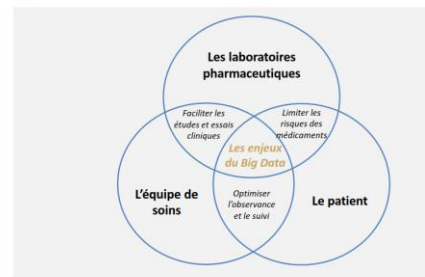 Les laboratoires
pharmaceutiques
Faciliter les
études et essais
cliniques
Limiter les
risques des
médicaments
Les enjeux
du Big Data
L'équipe de
soins
Optimiser
l'observance
et le suivi
Le patient